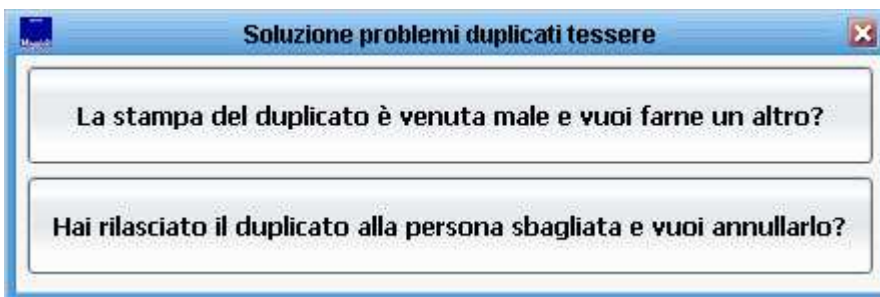 Soluzione problemi duplicati tessere
La stampa del duplicato è venuta male e vuoi farne un altro?
Hai rilasciato il duplicato alla persona sbagliata e vuoi annullarlo?